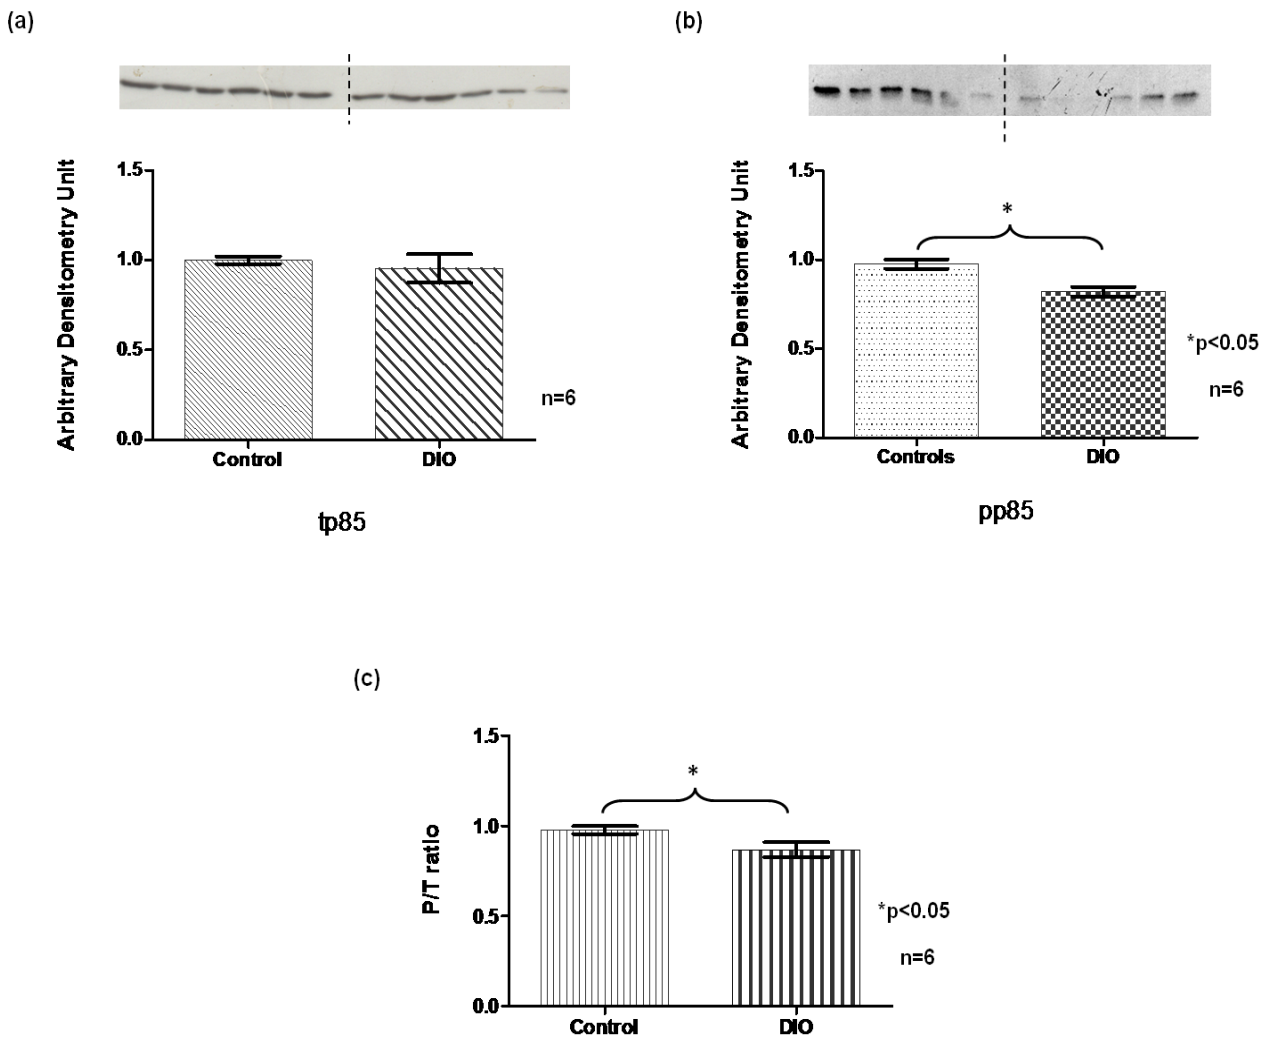 (a)
Arbitrary Densitometry Unit
1.5
1.0
0.5
0.0
Control DIO
n=6
tp85
(b)
Arbitrary Densitometry Unit
1.5
1.0
0.5
0.0
*
Controls DIO
*p<0.05
n=6
pp85
(c)
P/T ratio
1.5
1.0
0.5
0.0
*
Control DIO
*p<0.05
n=6